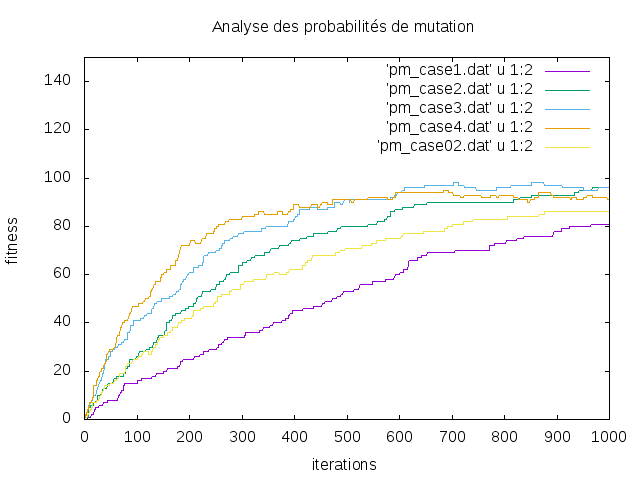 Analyse des probabilités de mutation
'pm_case1.dat' u 1:2
'pm_case2.dat' u 1:2
'pm_case3.dat' u 1:2
'pm_case4.dat' u 1:2
'pm_case02.dat' u 1:2
fitness
140
120
100
80
60
40
20
0
0 100 200 300 400 500 600 700 800 900 1000
iterations